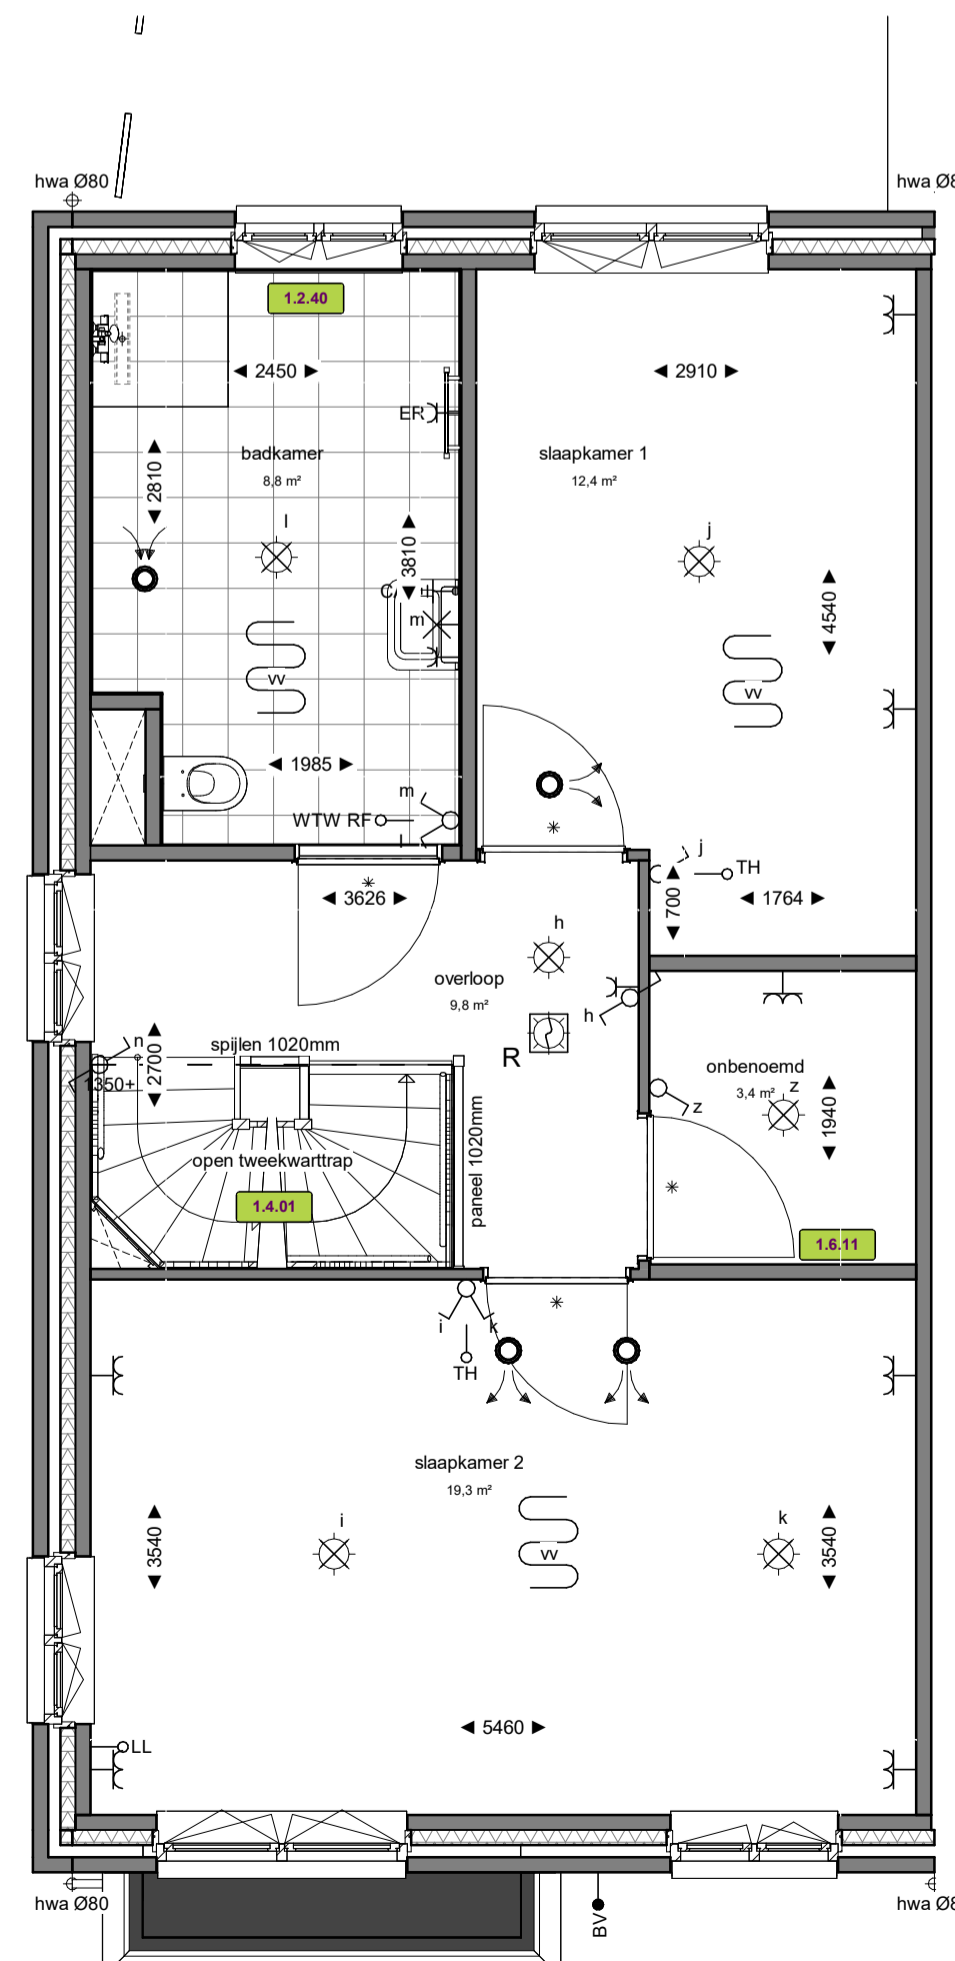 hwa Ø80
hwa Ø8
1.2.40
2450
2910
ER
badkamer
8,8 m²
slaapkamer 1
12,4 m²
2810
l
j
3810
4540
C
m
vv
vv
1985
m
WTW RF
l
j
TH
3626
700
1764
h
overloop
9,8 m²
h
n
spijlen 1020mm
R
1350+
2700
onbenoemd
3,4 m²
z
z
1940
paneel 1020mm
open tweekwarttrap
1.4.01
1.6.11
i
k
TH
slaapkamer 2
19,3 m²
i
k
3540
vv
3540
5460
LL
hwa Ø80
BV
hwa Ø8